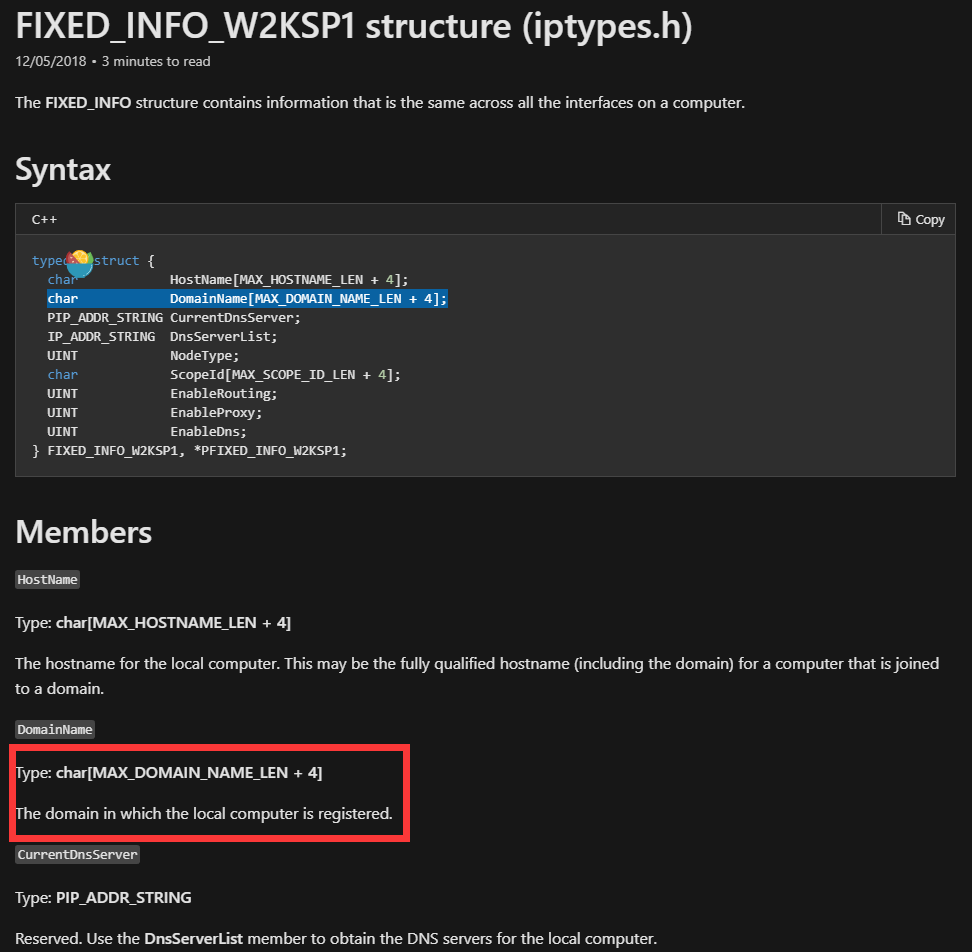 FIXED_INFO_W2KSP1 structure (iptypes.h)
12/05/2018 • 3 minutes to read
The FIXED_INFO structure contains information that is the same across all the interfaces on a computer.
Syntax
C++
Copy
struct {
char HostName[MAX_HOSTNAME_LEN + 4];
char DomainName[MAX_DOMAIN_NAME_LEN + 4];
PIP_ADDR_STRING CurrentDnsServer;
IP_ADDR_STRING DnsServerList;
UINT NodeType;
char ScopeId[MAX_SCOPE_ID_LEN + 4];
UINT EnableRouting;
UINT EnableProxy;
UINT EnableDns;
} FIXED_INFO_W2KSP1, *PFIXED_INFO_W2KSP1;
Members
HostName
Type: char[MAX_HOSTNAME_LEN + 4]
The hostname for the local computer. This may be the fully qualified hostname (including the domain) for a computer that is joined
to a domain.
DomainName
Type: char[MAX_DOMAIN_NAME_LEN + 4]
The domain in which the local computer is registered.
CurrentDnsServer
Type: PIP_ADDR_STRING
Reserved. Use the DnsServerList member to obtain the DNS servers for the local computer.